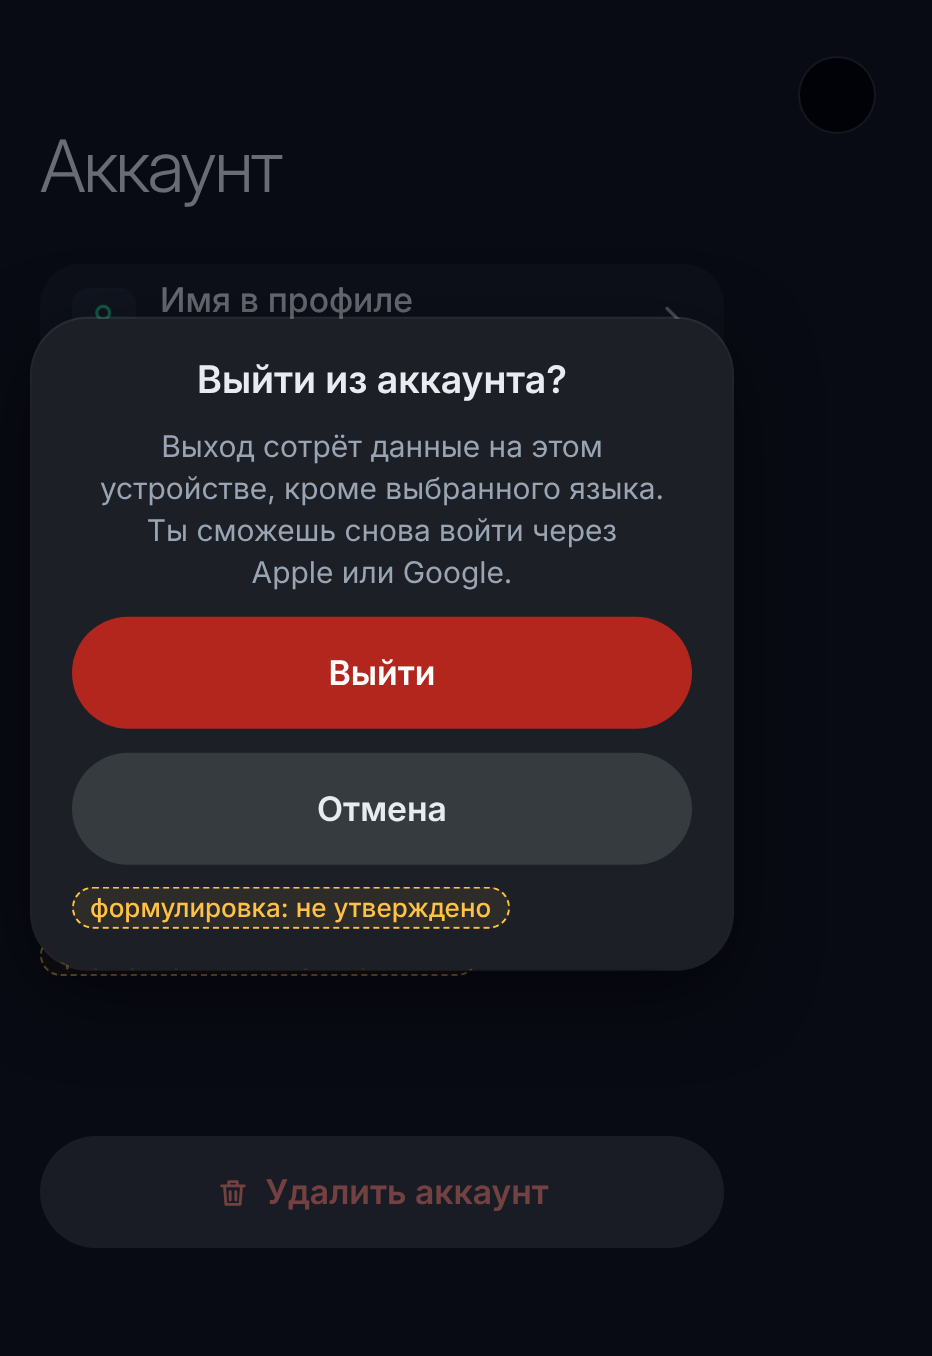 Аккаунт
Имя в профиле
Выйти из аккаунта?
Выход сотрёт данные на этом
устройстве, кроме выбранного языка.
Ты сможешь снова войти через
Apple или Google.
Выйти
Отмена
формулировка: не утверждено
Удалить аккаунт